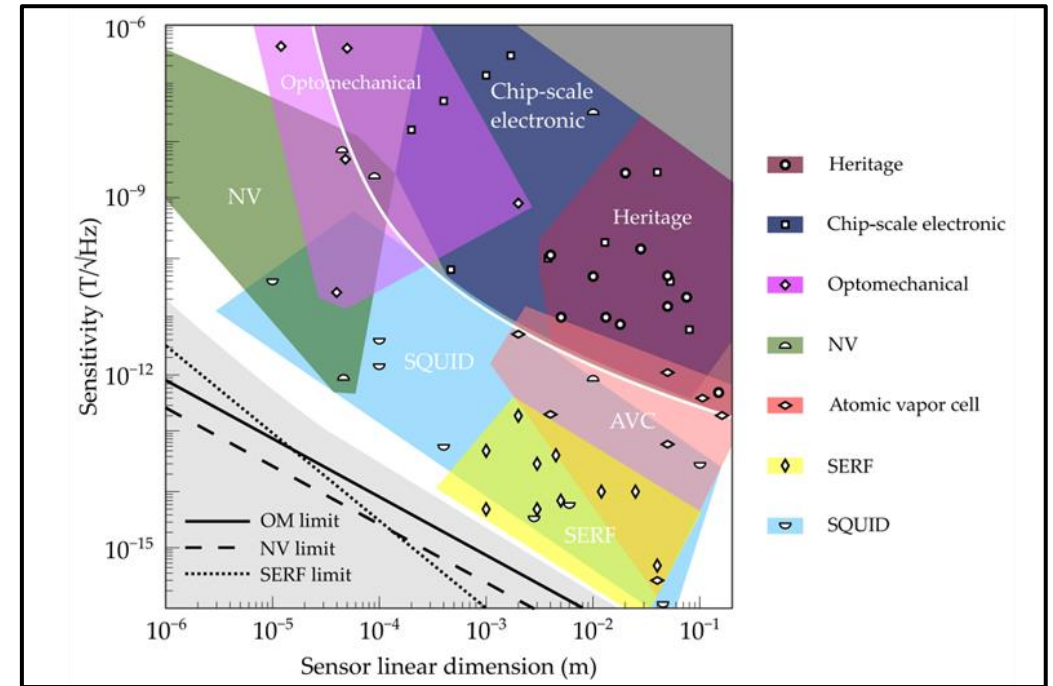 10⁻⁶
10⁻⁹
10⁻¹²
10⁻¹⁵
Sensitivity (T/√Hz)
Optomechanical
Chip-scale
electronic
NV
Heritage
SQUID
AVC
SERF
OM limit
NV limit
SERF limit
10⁻⁶ 10⁻⁵ 10⁻⁴ 10⁻³ 10⁻² 10⁻¹
Sensor linear dimension (m)
Heritage
Chip-scale electronic
Optomechanical
NV
Atomic vapor cell
SERF
SQUID